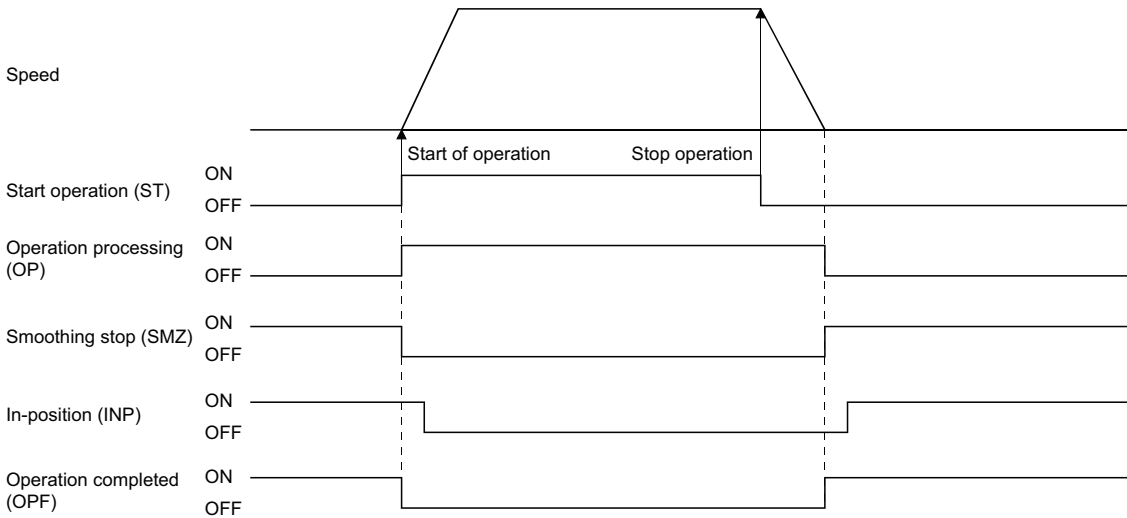 Speed
Start of operation
Stop operation
Start operation (ST)
ON
OFF
Operation processing
(OP)
ON
OFF
Smoothing stop (SMZ)
ON
OFF
In-position (INP)
ON
OFF
Operation completed
(OPF)
ON
OFF